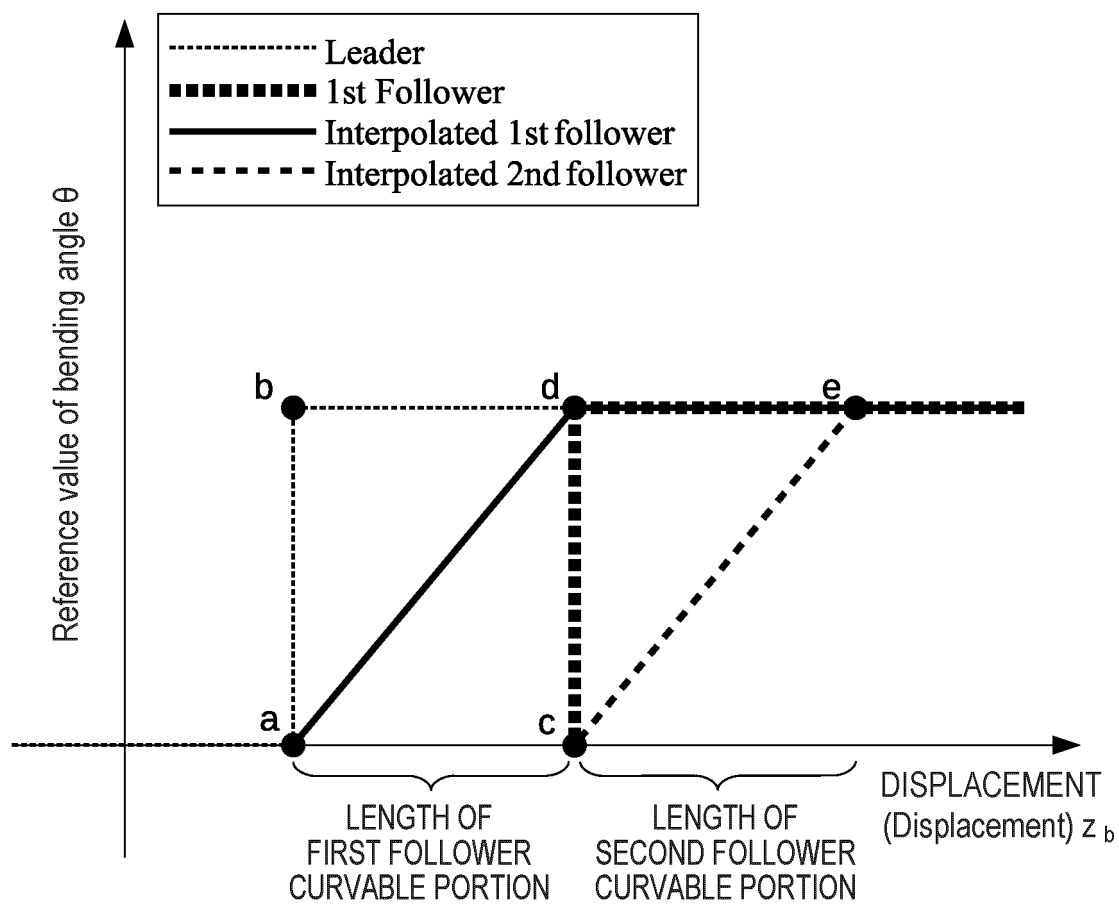 Leader
1st Follower
Interpolated 1st follower
Interpolated 2nd follower
Reference value of bending angle θ
b
d
e
a
c
DISPLACEMENT
(Displacement) z b
LENGTH OF
FIRST FOLLOWER
CURVABLE PORTION
LENGTH OF
SECOND FOLLOWER
CURVABLE PORTION